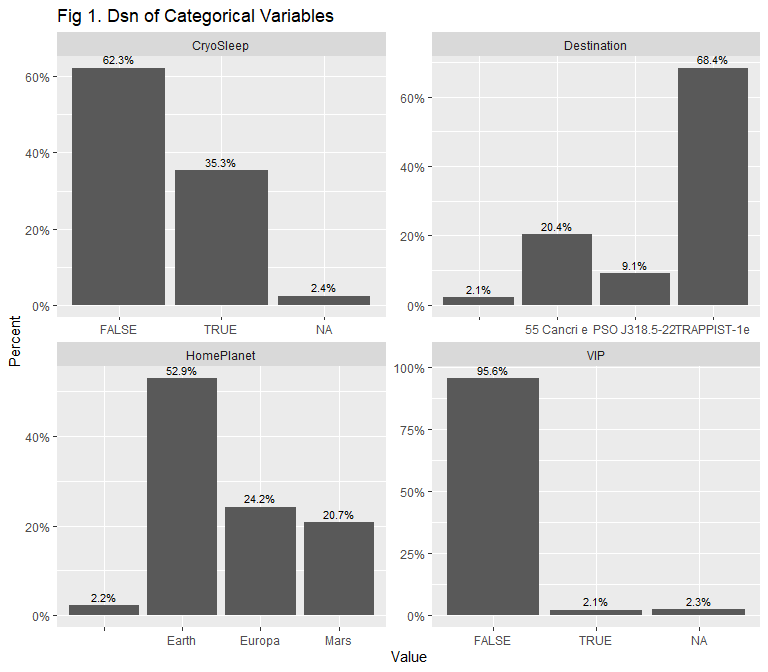 Fig 1. Dsn of Categorical Variables
CryoSleep
62.3%
35.3%
2.4%
60%
40%
20%
0%
FALSE TRUE NA
Destination
68.4%
20.4%
9.1%
2.1%
60%
40%
20%
0%
55 Cancri e PSO J318.5-22 TRAPPIST-1e
Percent
HomePlanet
52.9%
24.2%
20.7%
2.2%
40%
20%
0%
Earth Europa Mars
VIP
95.6%
2.1%
2.3%
100%
75%
50%
25%
0%
FALSE TRUE NA
Value